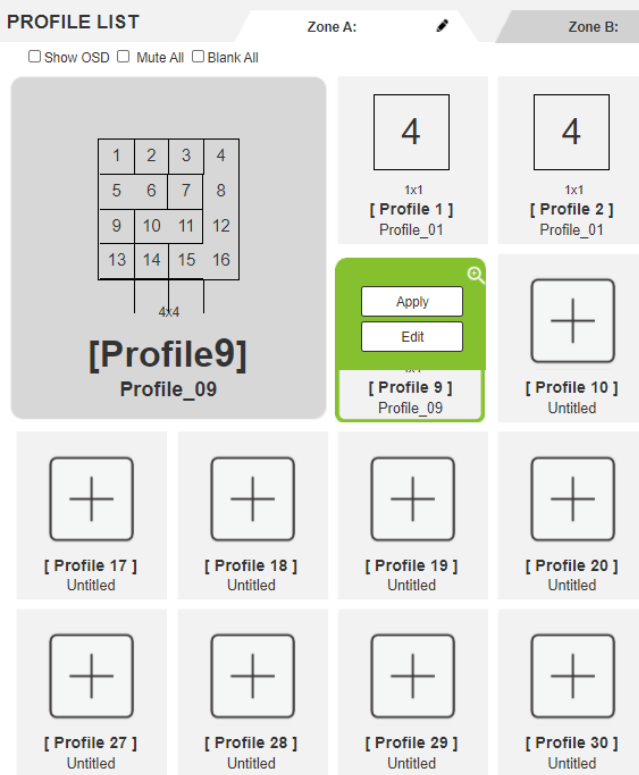 PROFILE LIST
Zone A:
Zone B:
Show OSD Mute All Blank All
1 2 3 4
5 6 7 8
9 10 11 12
13 14 15 16
4x4
[Profile9]
Profile_09
4
1x1
[ Profile 1 ]
Profile_01
4
1x1
[ Profile 2 ]
Profile_01
Apply
Edit
[ Profile 9 ]
Profile_09
[ Profile 10 ]
Untitled
[ Profile 17 ]
Untitled
[ Profile 18 ]
Untitled
[ Profile 19 ]
Untitled
[ Profile 20 ]
Untitled
[ Profile 27 ]
Untitled
[ Profile 28 ]
Untitled
[ Profile 29 ]
Untitled
[ Profile 30 ]
Untitled